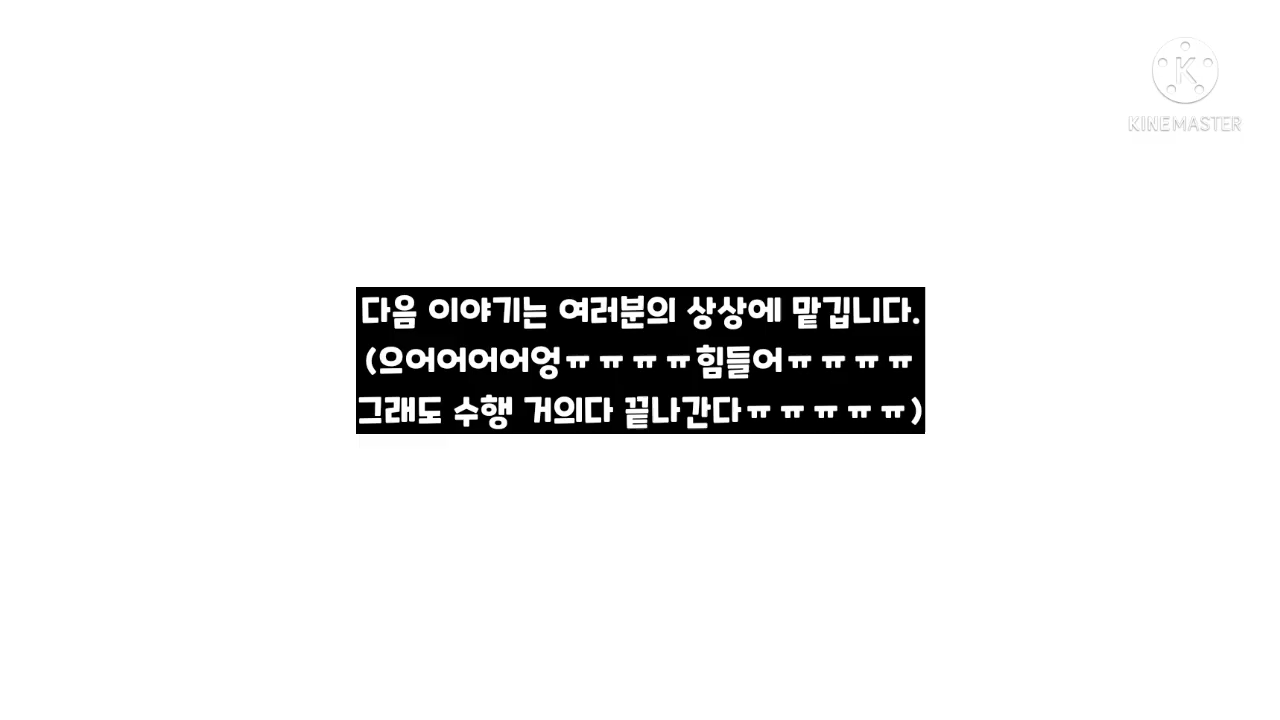 KINEMASTER
다음 이야기는 여러분의 상상에 맡깁니다.
(으어어어어엉ㅠㅠㅠㅠ힘들어ㅠㅠㅠㅠ
그래도 수행 거의다 끝나간다ㅠㅠㅠㅠㅠ)